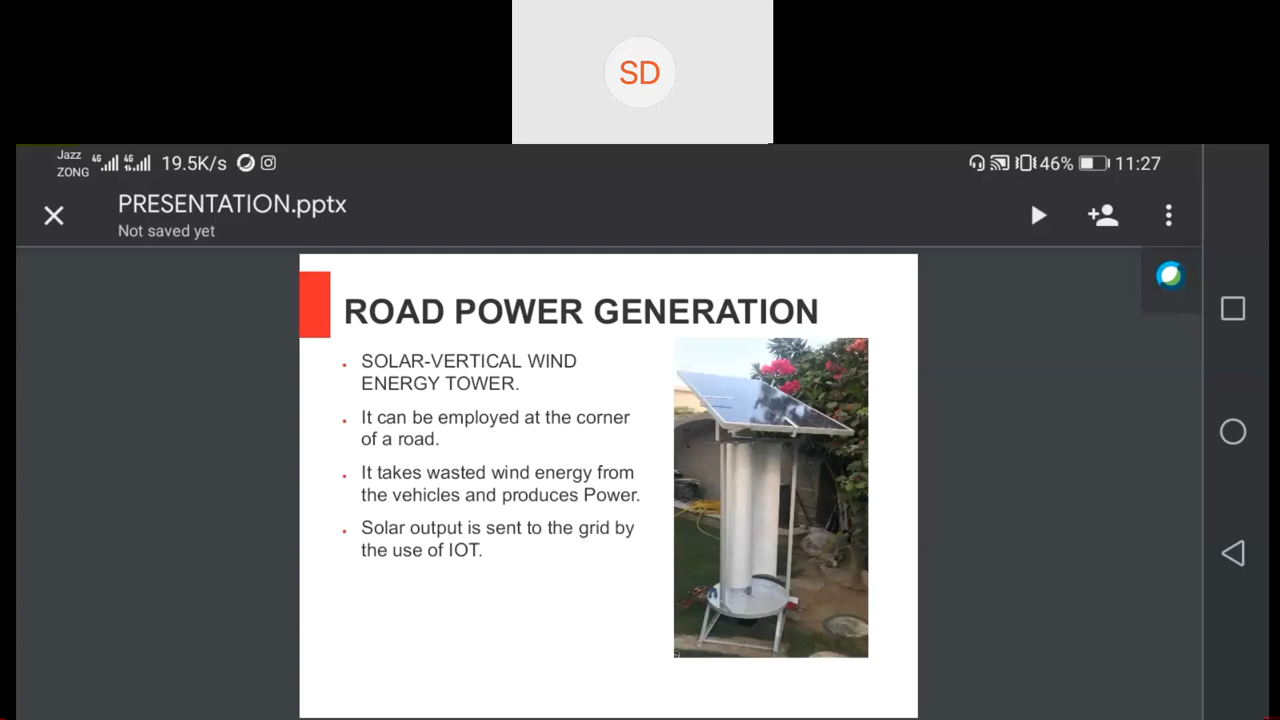 SD
Jazz
ZONG
4G 4G 19.5K/s 46% 11:27
PRESENTATION.pptx
Not saved yet
ROAD POWER GENERATION
SOLAR-VERTICAL WIND
ENERGY TOWER.
It can be employed at the corner
of a road.
It takes wasted wind energy from
the vehicles and produces Power.
Solar output is sent to the grid by
the use of IOT.